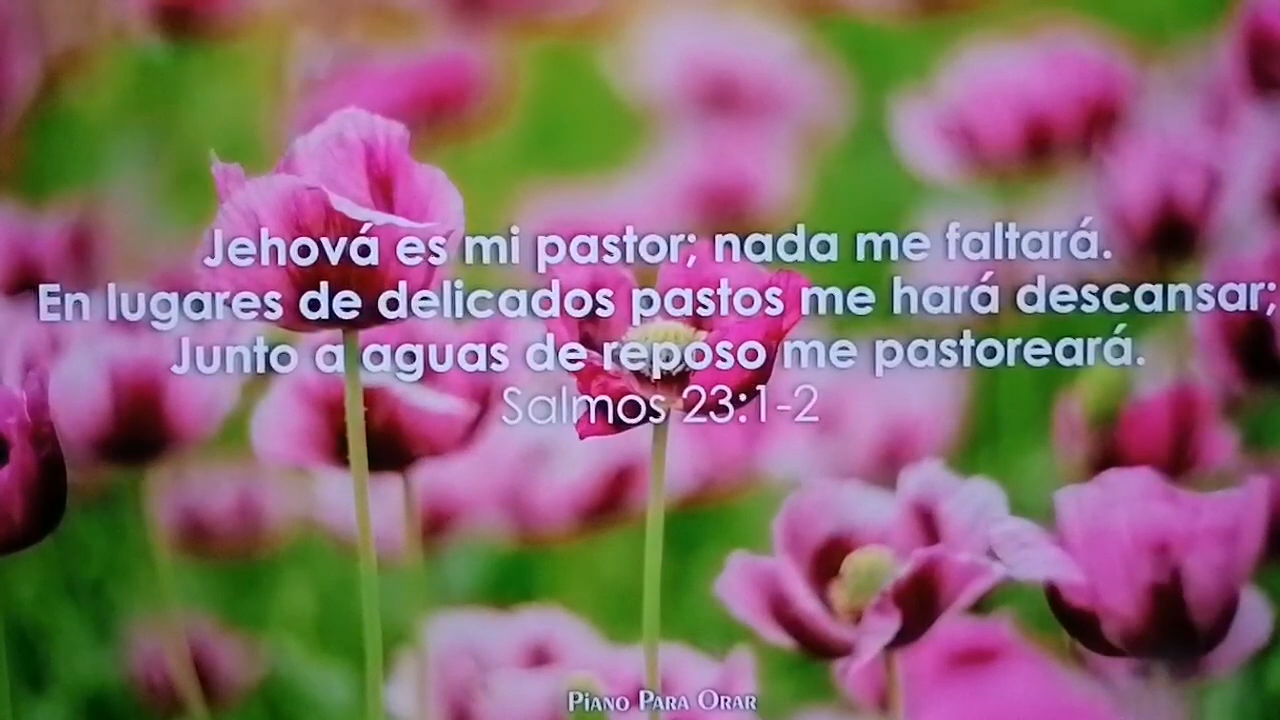 Jehová es mi pastor; nada me faltará.
En lugares de delicados pastos me hará descansar;
Junto a aguas de reposo me pastoreará.
Salmos 23:1-2
Piano Para Orar